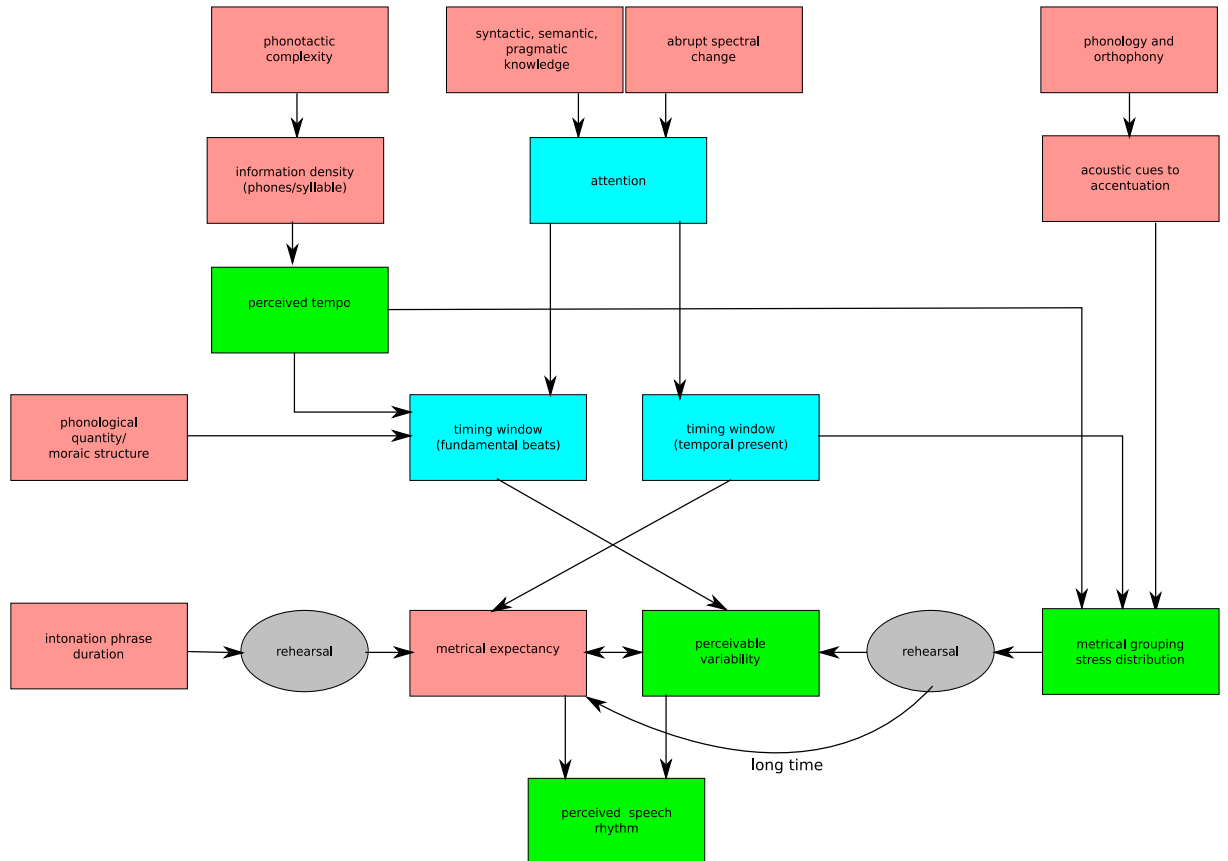 phonotactic
complexity
syntactic, semantic,
pragmatic
knowledge
abrupt spectral
change
phonology and
orthophony
information density
(phones/syllable)
attention
acoustic cues to
accentuation
perceived tempo
phonological
quantity/
moraic structure
timing window
(fundamental beats)
timing window
(temporal present)
intonation phrase
duration
rehearsal
metrical expectancy
perceivable
variability
rehearsal
metrical grouping
stress distribution
long time
perceived speech
rhythm